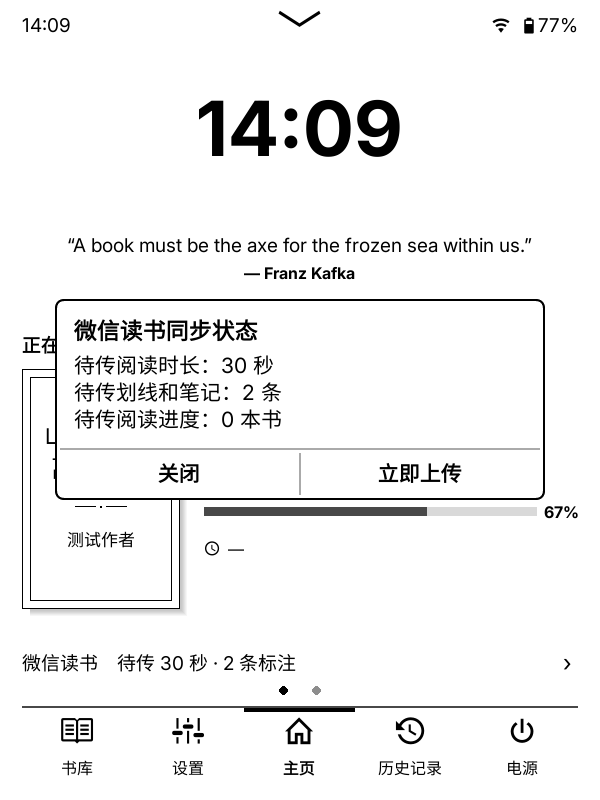 14:09
77%
14:09
“A book must be the axe for the frozen sea within us.”
— Franz Kafka
正在
微信读书同步状态
待传阅读时长：30 秒
待传划线和笔记：2 条
待传阅读进度：0 本书
关闭
立即上传
67%
测试作者
—
微信读书 待传 30 秒 · 2 条标注
书库
设置
主页
历史记录
电源